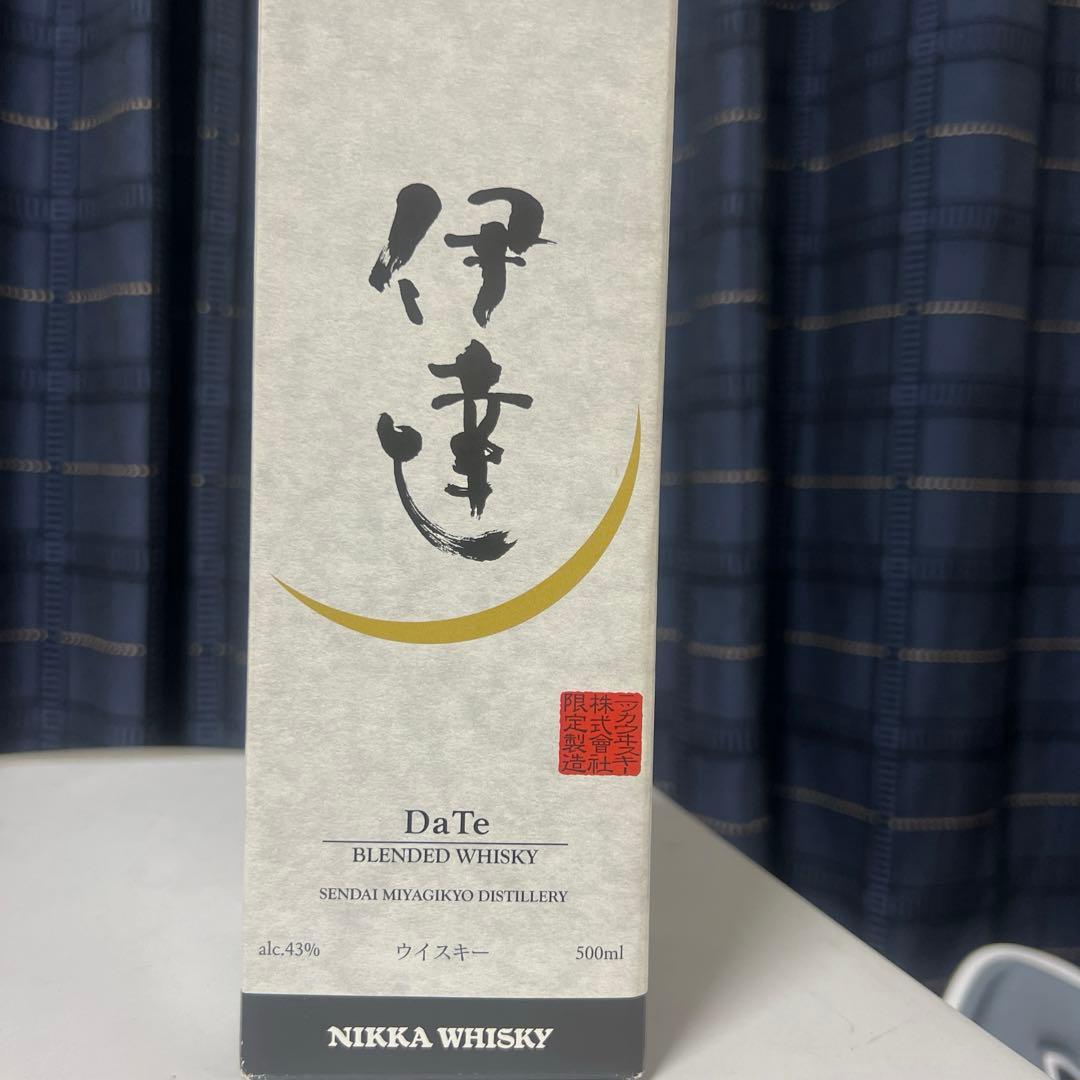 伊達
ニッカウヰスキー
株式會社
限定製造
DaTe
BLENDED WHISKY
SENDAI MIYAGIKYO DISTILLERY
alc.43% ウイスキー 500ml
NIKKA WHISKY